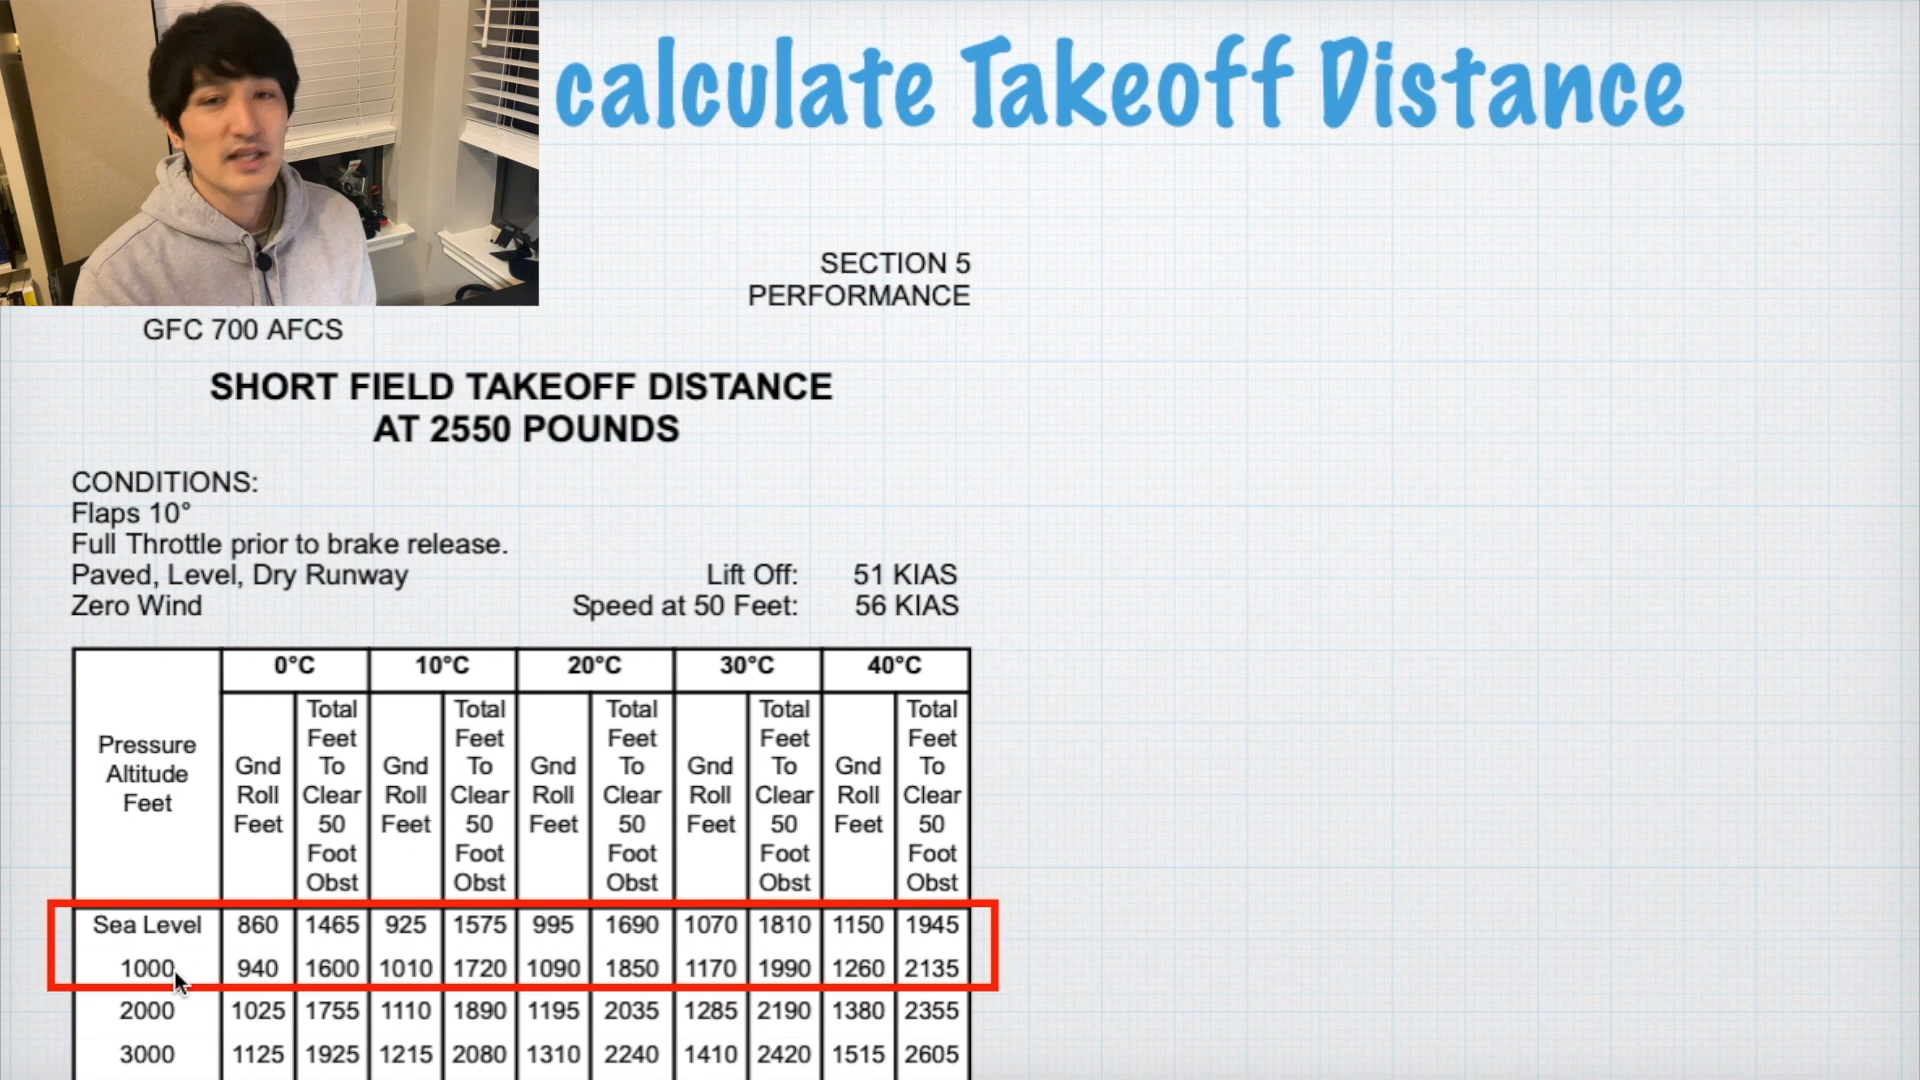 calculate Takeoff Distance
SECTION 5
PERFORMANCE
GFC 700 AFCS
SHORT FIELD TAKEOFF DISTANCE
AT 2550 POUNDS
CONDITIONS:
Flaps 10°
Full Throttle prior to brake release.
Paved, Level, Dry Runway Lift Off: 51 KIAS
Zero Wind Speed at 50 Feet: 56 KIAS
0°C 10°C 20°C 30°C 40°C
Pressure
Altitude
Feet
Gnd
Roll
Feet
Total
Feet
To
Clear
50
Foot
Obst
Gnd
Roll
Feet
Total
Feet
To
Clear
50
Foot
Obst
Gnd
Roll
Feet
Total
Feet
To
Clear
50
Foot
Obst
Gnd
Roll
Feet
Total
Feet
To
Clear
50
Foot
Obst
Gnd
Roll
Feet
Total
Feet
To
Clear
50
Foot
Obst
Sea Level 860 1465 925 1575 995 1690 1070 1810 1150 1945
1000 940 1600 1010 1720 1090 1850 1170 1990 1260 2135
2000 1025 1755 1110 1890 1195 2035 1285 2190 1380 2355
3000 1125 1925 1215 2080 1310 2240 1410 2420 1515 2605